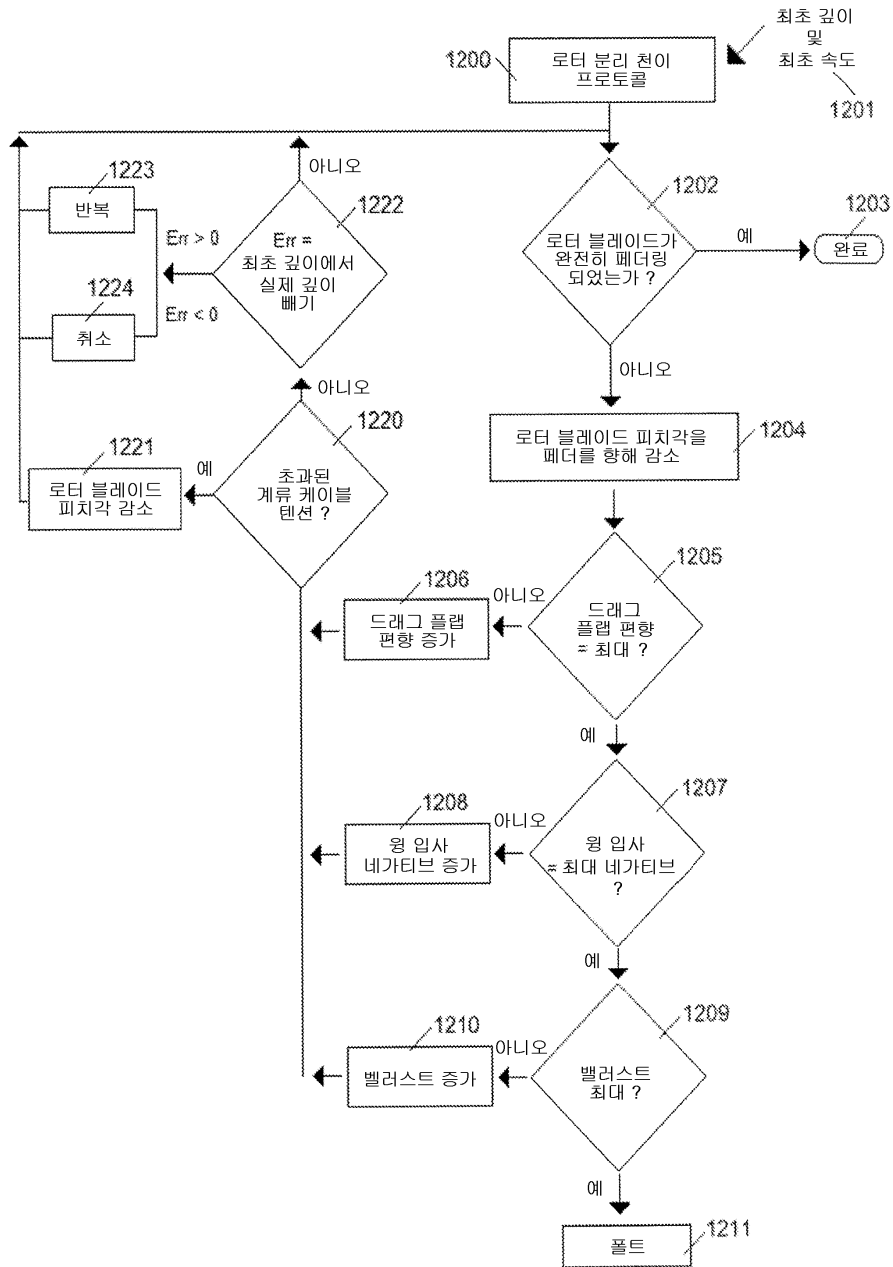 최초 깊이
및
최초 속도
1201
1200
로터 분리 천이
프로토콜
아니오
1223
반복
1222
Err =
최초 깊이에서
실제 깊이
빼기
Err > 0
Err < 0
1224
취소
1202
로터 블레이드가
완전히 페더링
되었는가 ?
예
1203
완료
아니오
아니오
1204
로터 블레이드 피치각을
페더를 향해 감소
1220
초과된
계류 케이블
텐션 ?
예
1221
로터 블레이드
피치각 감소
1205
드래그
플랩 편향
= 최대 ?
아니오
1206
드래그 플랩
편향 증가
예
1207
윙 입사
= 최대 네가티브
?
아니오
1208
윙 입사
네가티브 증가
예
1209
밸러스트
최대 ?
아니오
1210
벨러스트 증가
예
1211
폴트